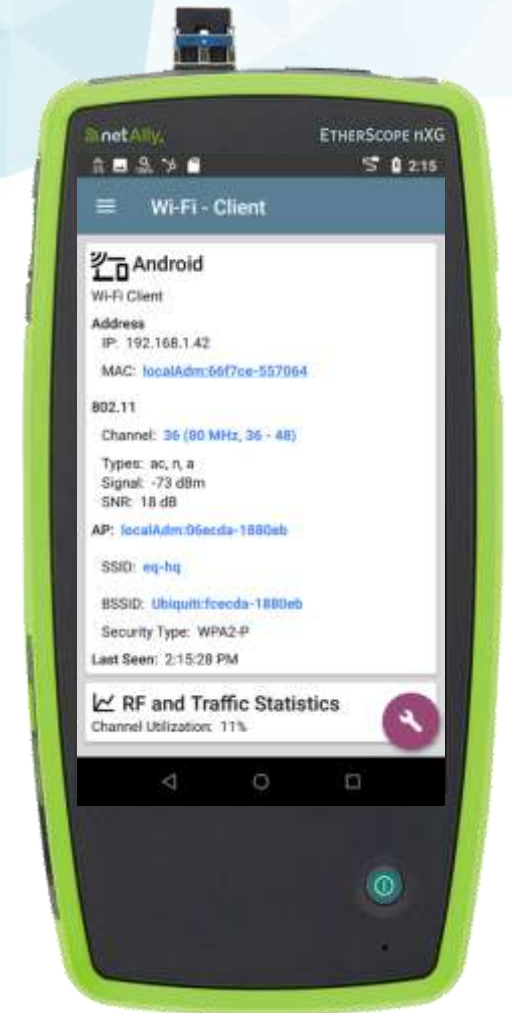 netAlly.
ETHERSCOPE nXG
2:15
Wi-Fi - Client
Android
Wi-Fi Client
Address
IP: 192.168.1.42
MAC: localAdm:66f7ce-557064
802.11
Channel: 36 (80 MHz, 36 - 48)
Types: ac, n, a
Signal: -73 dBm
SNR: 18 dB
AP: localAdm:06ecda-1880eb
SSID: eq-hq
BSSID: Ubiquiti:fcecda-1880eb
Security Type: WPA2-P
Last Seen: 2:15:28 PM
RF and Traffic Statistics
Channel Utilization: 11%